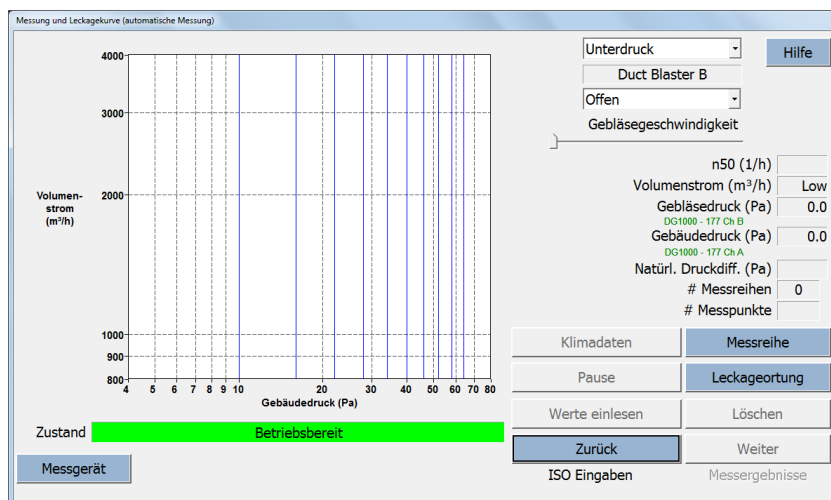 Messung und Leckagekurve (automatische Messung)
4000
3000
2000
1000
900
800
Volumen-
strom
(m³/h)
4 5 6 7 8 9 10 20 30 40 50 60 70 80
Gebäudedruck (Pa)
Zustand Betriebsbereit
Messgerät
Unterdruck
Hilfe
Duct Blaster B
Offen
Gebläsegeschwindigkeit
n50 (1/h)
Volumenstrom (m³/h) Low
Gebläsedruck (Pa) 0.0
DG1000 - 177 Ch B
Gebäudedruck (Pa) 0.0
DG1000 - 177 Ch A
Natürl. Druckdiff. (Pa)
# Messreihen 0
# Messpunkte
Klimadaten Messreihe
Pause Leckageortung
Werte einlesen Löschen
Zurück Weiter
ISO Eingaben Messergebnisse